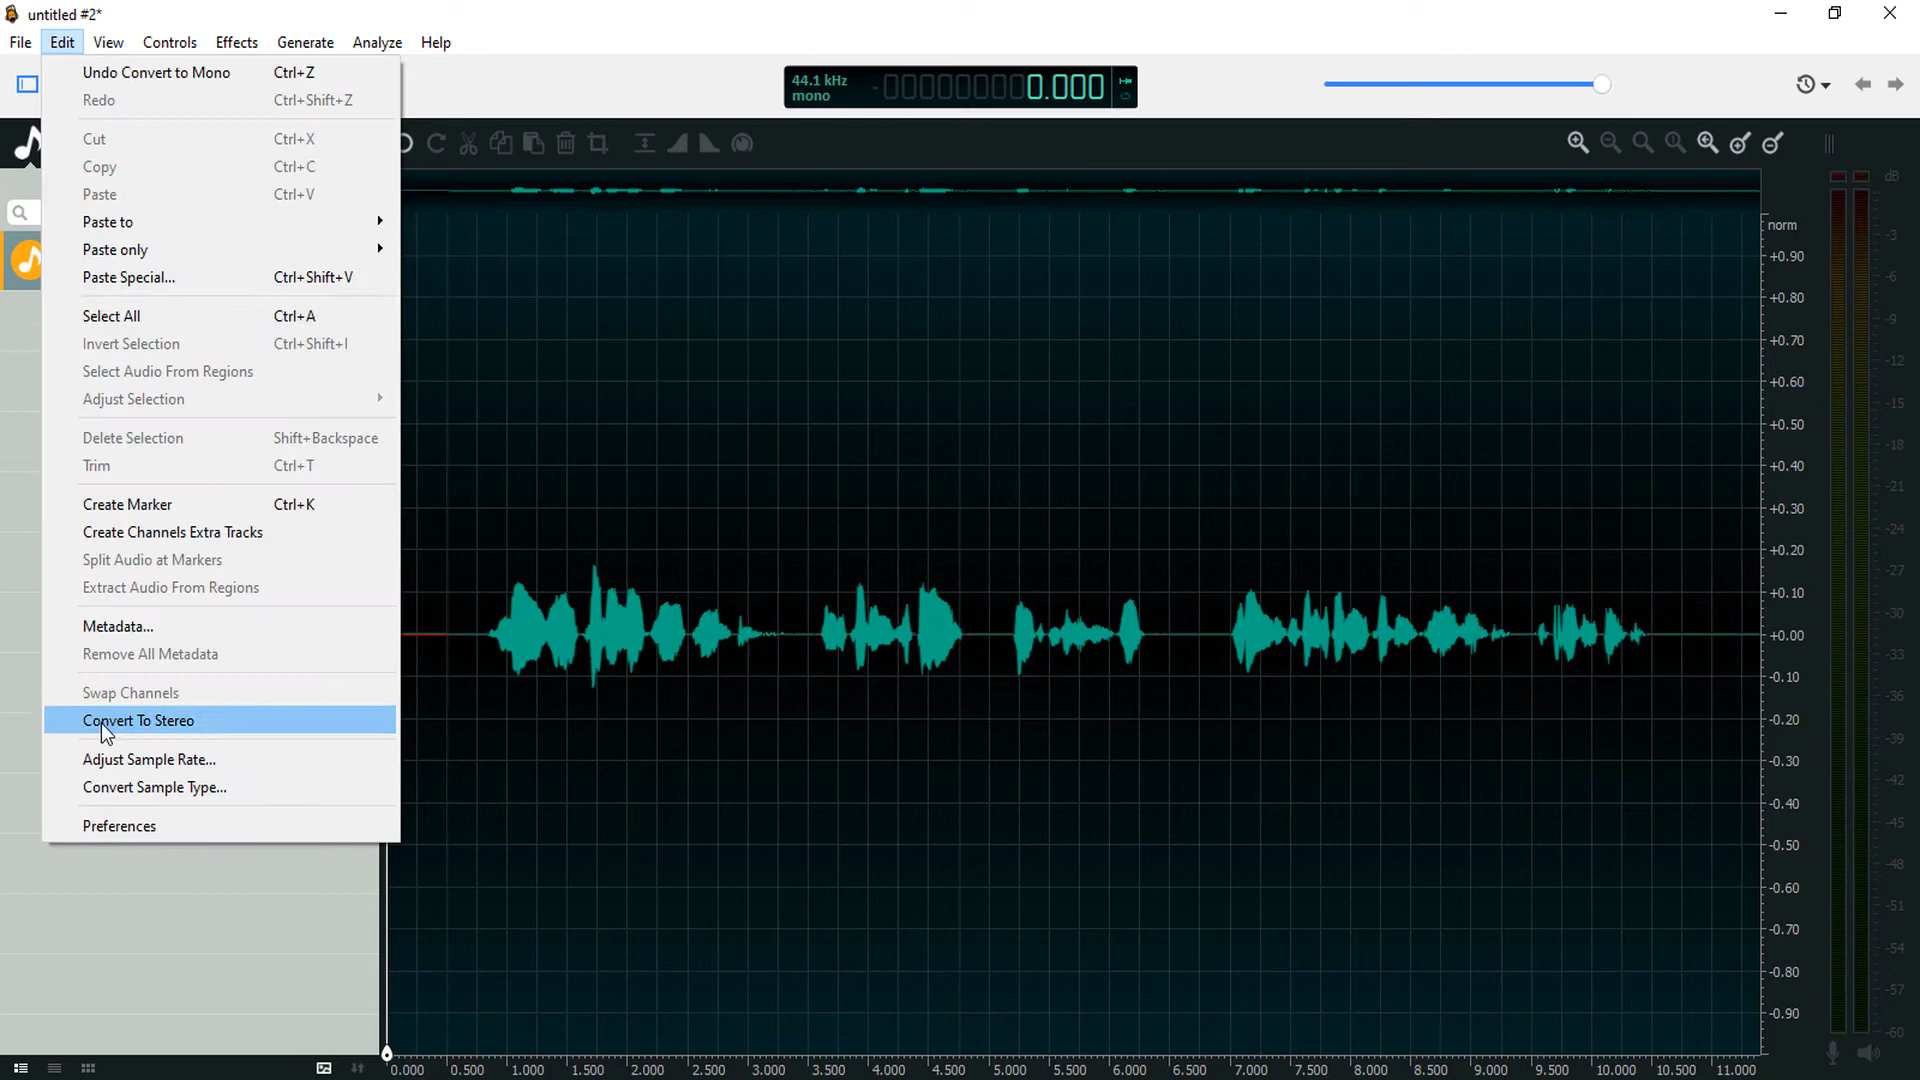 untitled #2*
File Edit View Controls Effects Generate Analyze Help
Undo Convert to Mono Ctrl+Z
Redo Ctrl+Shift+Z
Cut Ctrl+X
Copy Ctrl+C
Paste Ctrl+V
Paste to
Paste only
Paste Special... Ctrl+Shift+V
Select All Ctrl+A
Invert Selection Ctrl+Shift+I
Select Audio From Regions
Adjust Selection
Delete Selection Shift+Backspace
Trim Ctrl+T
Create Marker Ctrl+K
Create Channels Extra Tracks
Split Audio at Markers
Extract Audio From Regions
Metadata...
Remove All Metadata
Swap Channels
Convert To Stereo
Adjust Sample Rate...
Convert Sample Type...
Preferences
44.1 kHz
mono
0.000
norm
+0.90
+0.80
+0.70
+0.60
+0.50
+0.40
+0.30
+0.20
+0.10
+0.00
-0.10
-0.20
-0.30
-0.40
-0.50
-0.60
-0.70
-0.80
-0.90
dB
-3
-6
-9
-12
-15
-18
-21
-24
-27
-30
-33
-36
-39
-42
-45
-48
-51
-54
-57
-60
0.000 0.500 1.000 1.500 2.000 2.500 3.000 3.500 4.000 4.500 5.000 5.500 6.000 6.500 7.000 7.500 8.000 8.500 9.000 9.500 10.000 10.500 11.000